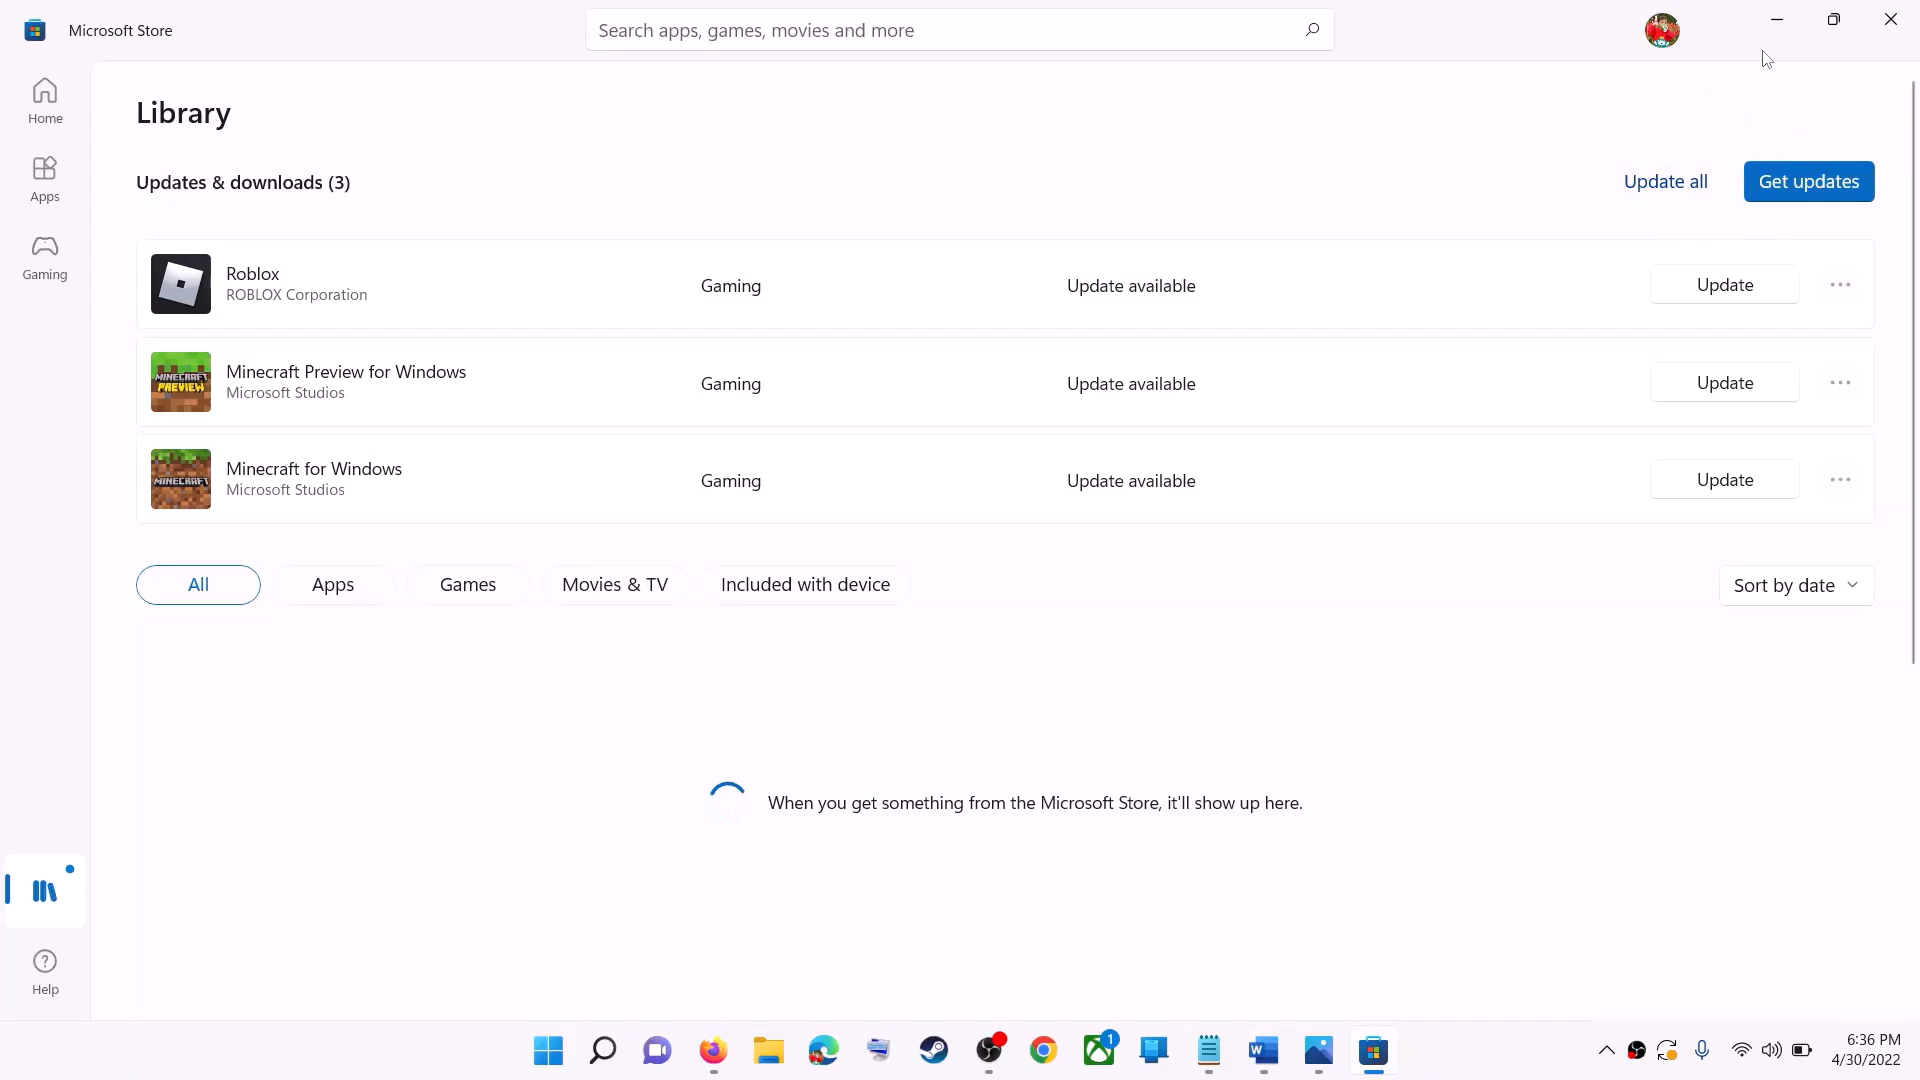 Microsoft Store
Search apps, games, movies and more
Home
Apps
Gaming
Library
Updates & downloads (3)
Update all
Get updates
Roblox
ROBLOX Corporation
Gaming
Update available
Update
MINECRAFT
PREVIEW
Minecraft Preview for Windows
Microsoft Studios
Gaming
Update available
Update
MINECRAFT
Minecraft for Windows
Microsoft Studios
Gaming
Update available
Update
All
Apps
Games
Movies & TV
Included with device
Sort by date
When you get something from the Microsoft Store, it'll show up here.
Help
1
W
6:36 PM
4/30/2022